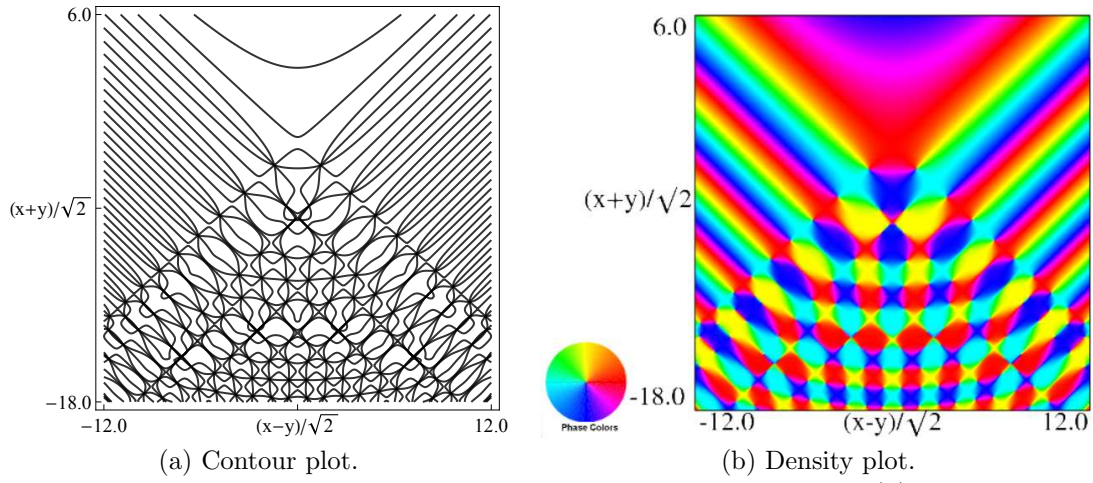 6.0
(x+y)/√2
−18.0
−12.0
(x−y)/√2
12.0
(a) Contour plot.
6.0
(x+y)/√2
-18.0
Phase Colors
-12.0
(x-y)/√2
12.0
(b) Density plot.